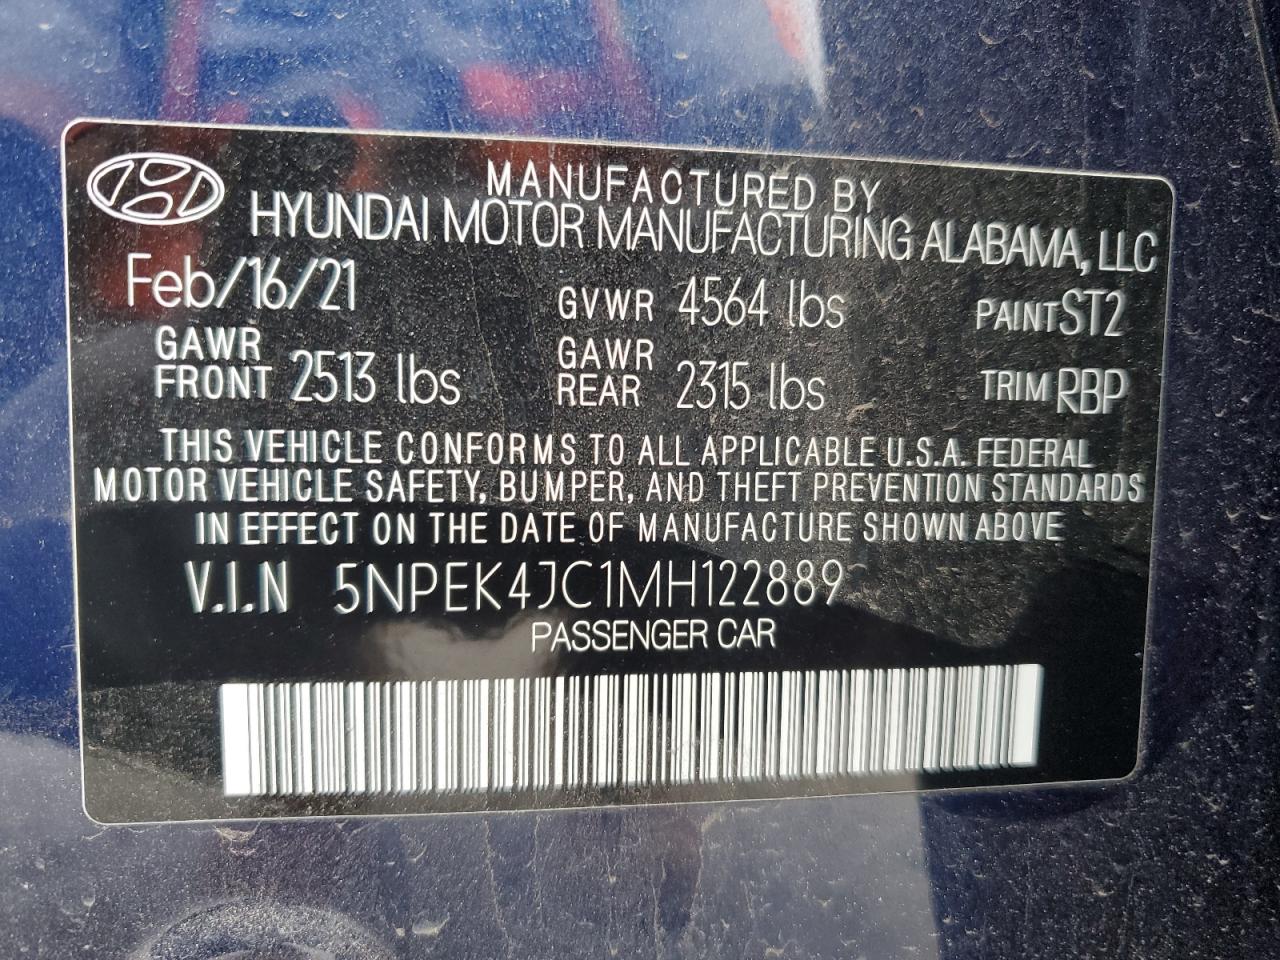 MANUFACTURED BY
HYUNDAI MOTOR MANUFACTURING ALABAMA, LLC
Feb/16/21 GVWR 4564 lbs PAINT ST2
GAWR FRONT 2513 lbs GAWR REAR 2315 lbs TRIM RBP
THIS VEHICLE CONFORMS TO ALL APPLICABLE U.S.A. FEDERAL
MOTOR VEHICLE SAFETY, BUMPER, AND THEFT PREVENTION STANDARDS
IN EFFECT ON THE DATE OF MANUFACTURE SHOWN ABOVE
V.I.N 5NPEK4JC1MH122889
PASSENGER CAR